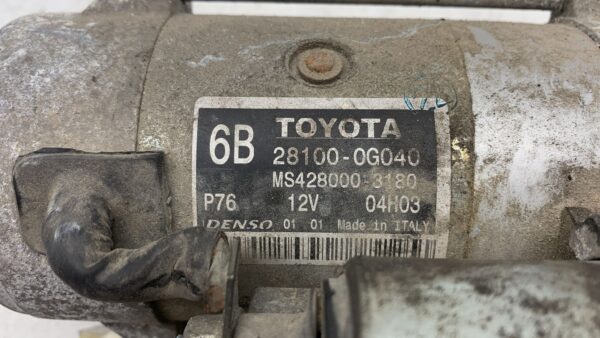 6B TOYOTA
28100-0G040
MS428000-3180
P76 12V 04H03
DENSO 01 01 Made in ITALY